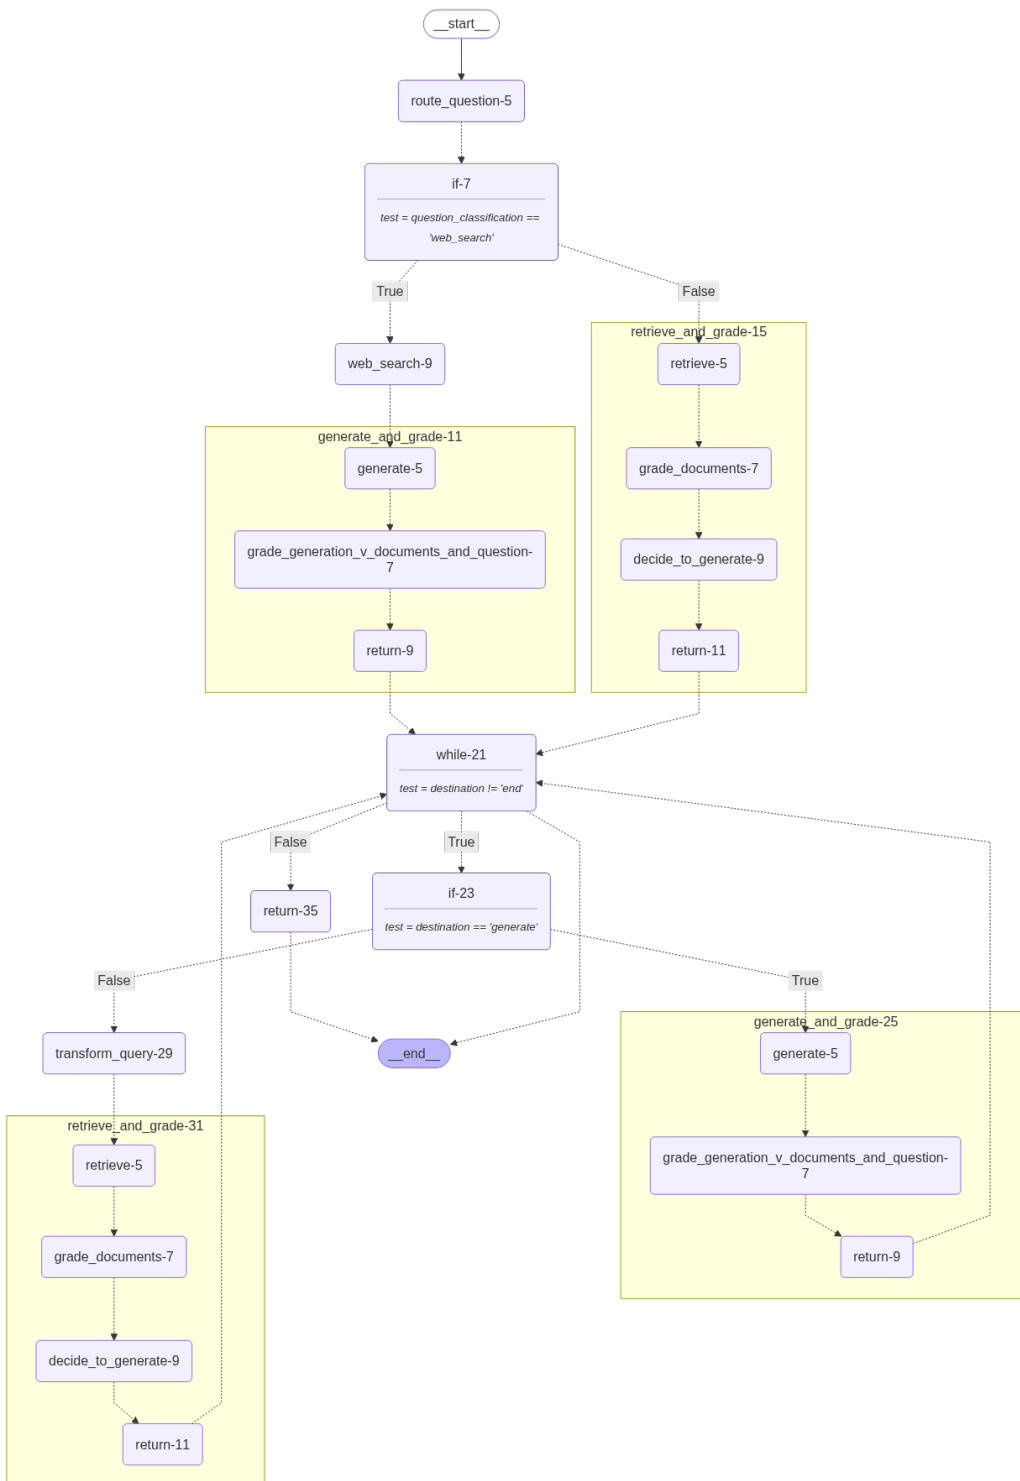 __start__
route_question-5
if-7
test = question_classification ==
'web_search'
True
False
retrieve_and_grade-15
web_search-9
retrieve-5
generate_and_grade-11
generate-5
grade_documents-7
grade_generation_v_documents_and_question-
7
decide_to_generate-9
return-9
return-11
while-21
test = destination != 'end'
False
True
if-23
test = destination == 'generate'
return-35
False
True
generate_and_grade-25
transform_query-29
__end__
generate-5
retrieve_and_grade-31
retrieve-5
grade_generation_v_documents_and_question-
7
grade_documents-7
return-9
decide_to_generate-9
return-11